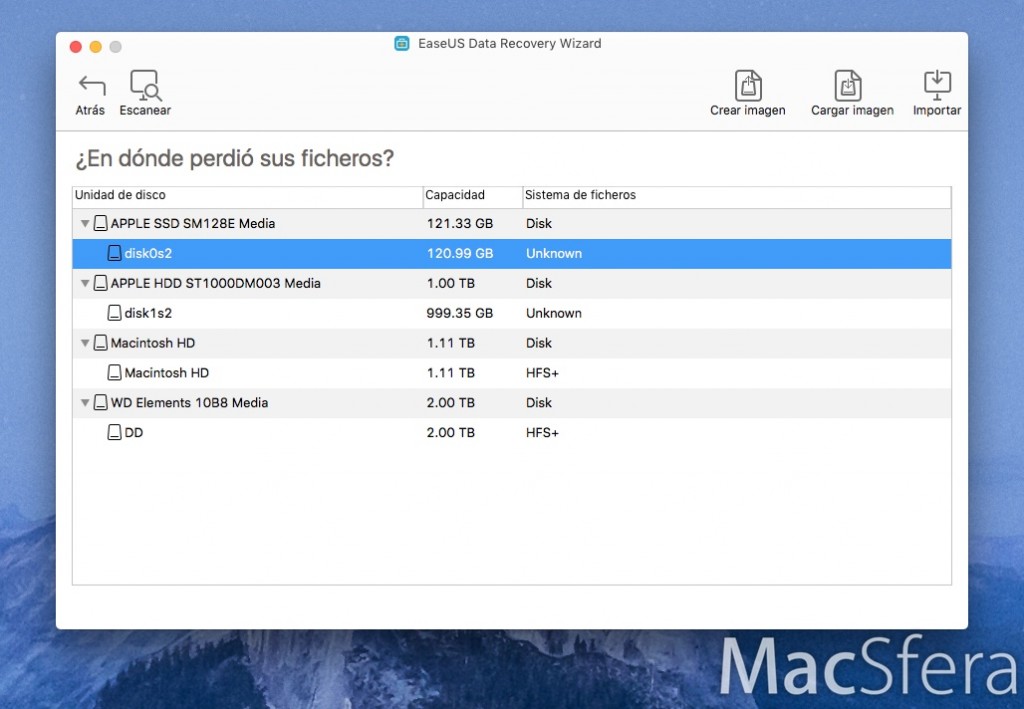 EaseUS Data Recovery Wizard
Atrás Escanear Crear imagen Cargar imagen Importar
¿En dónde perdió sus ficheros?
Unidad de disco Capacidad Sistema de ficheros
APPLE SSD SM128E Media 121.33 GB Disk
disk0s2 120.99 GB Unknown
APPLE HDD ST1000DM003 Media 1.00 TB Disk
disk1s2 999.35 GB Unknown
Macintosh HD 1.11 TB Disk
Macintosh HD 1.11 TB HFS+
WD Elements 10B8 Media 2.00 TB Disk
DD 2.00 TB HFS+
MacSfera